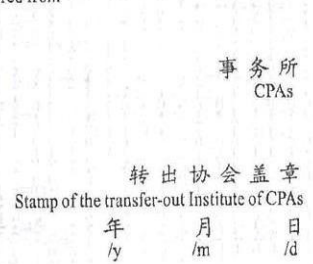 事务所
CPAs
转出协会盖章
Stamp of the transfer-out Institute of CPAs
年 月 日
/y /m /d